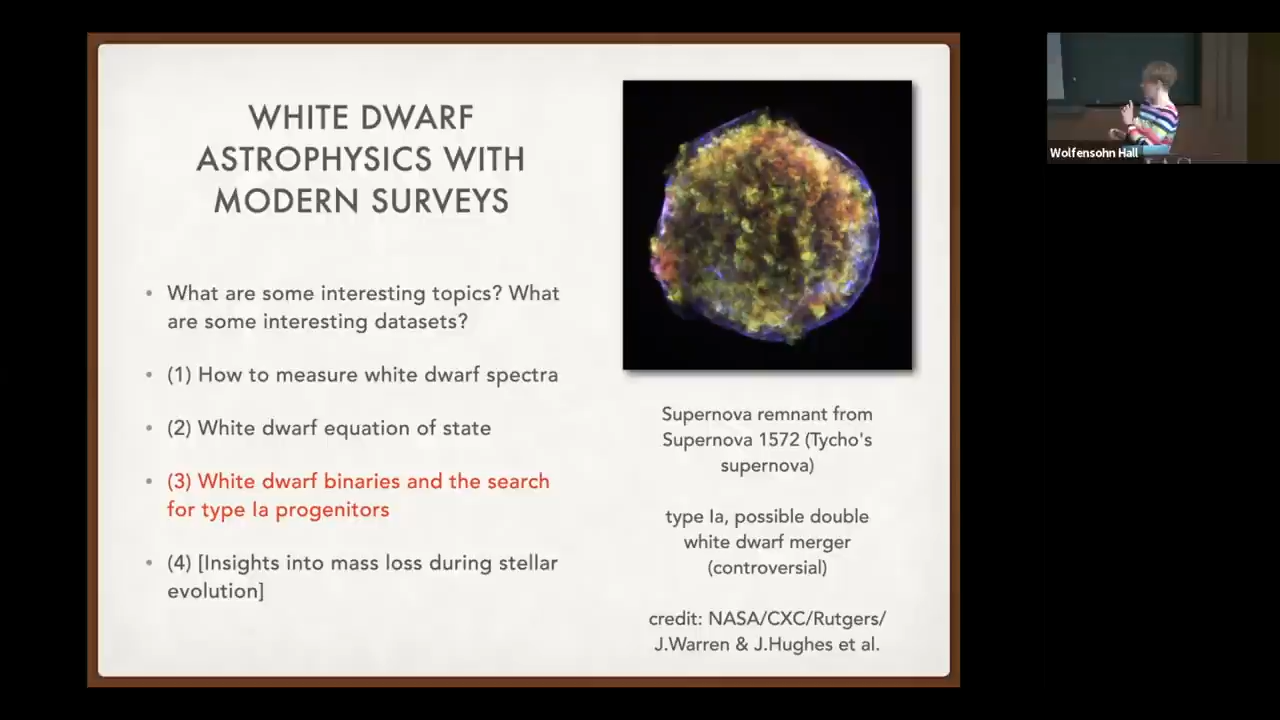 WHITE DWARF
ASTROPHYSICS WITH
MODERN SURVEYS
• What are some interesting topics? What
are some interesting datasets?
• (1) How to measure white dwarf spectra
• (2) White dwarf equation of state
• (3) White dwarf binaries and the search
for type Ia progenitors
• (4) [Insights into mass loss during stellar
evolution]
Supernova remnant from
Supernova 1572 (Tycho's
supernova)
type Ia, possible double
white dwarf merger
(controversial)
credit: NASA/CXC/Rutgers/
J.Warren & J.Hughes et al.
Wolfensohn Hall